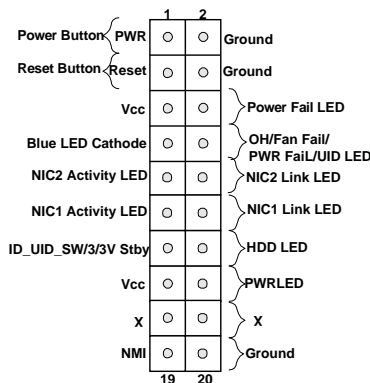 1 2
Power Button PWR Ground
Reset Button Reset Ground
Vcc Power Fail LED
Blue LED Cathode OH/Fan Fail/
PWR FaiL/UID LED
NIC2 Activity LED NIC2 Link LED
NIC1 Activity LED NIC1 Link LED
ID_UID_SW/3/3V Stby HDD LED
Vcc PWRLED
X X
NMI Ground
19 20